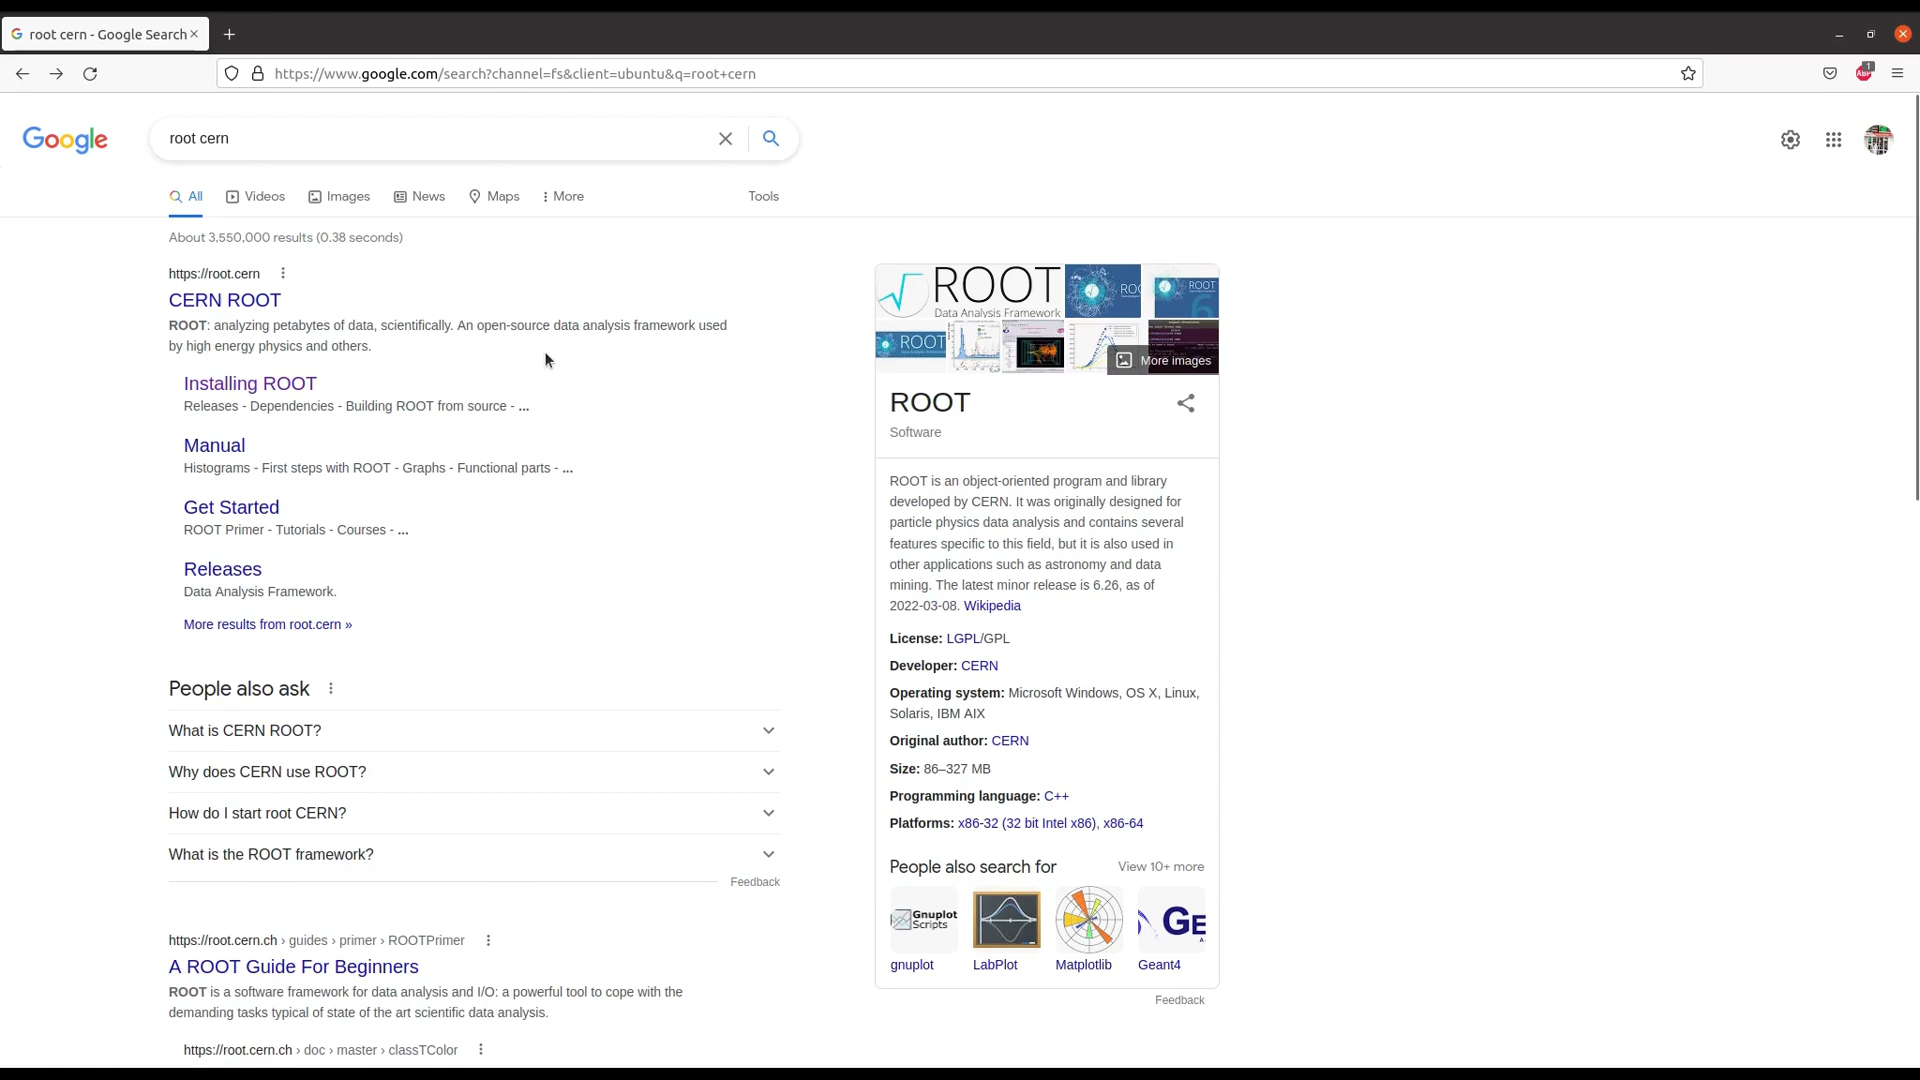 root cern - Google Search
https://www.google.com/search?channel=fs&client=ubuntu&q=root+cern
ABP
1
Google
root cern
All
Videos
Images
News
Maps
More
Tools
About 3,550,000 results (0.38 seconds)
https://root.cern
CERN ROOT
ROOT: analyzing petabytes of data, scientifically. An open-source data analysis framework used
by high energy physics and others.
Installing ROOT
Releases - Dependencies - Building ROOT from source - ...
Manual
Histograms - First steps with ROOT - Graphs - Functional parts - ...
Get Started
ROOT Primer - Tutorials - Courses - ...
Releases
Data Analysis Framework.
More results from root.cern »
People also ask
What is CERN ROOT?
Why does CERN use ROOT?
How do I start root CERN?
What is the ROOT framework?
Feedback
https://root.cern.ch › guides › primer › ROOTPrimer
A ROOT Guide For Beginners
ROOT is a software framework for data analysis and I/O: a powerful tool to cope with the
demanding tasks typical of state of the art scientific data analysis.
https://root.cern.ch › doc › master › classTColor
ROOT
Data Analysis Framework
ROOT
6
More images
ROOT
Software
ROOT is an object-oriented program and library
developed by CERN. It was originally designed for
particle physics data analysis and contains several
features specific to this field, but it is also used in
other applications such as astronomy and data
mining. The latest minor release is 6.26, as of
2022-03-08. Wikipedia
License: LGPL/GPL
Developer: CERN
Operating system: Microsoft Windows, OS X, Linux,
Solaris, IBM AIX
Original author: CERN
Size: 86–327 MB
Programming language: C++
Platforms: x86-32 (32 bit Intel x86), x86-64
People also search for
View 10+ more
Gnuplot
Scripts
gnuplot
LabPlot
Matplotlib
Geant4
Feedback